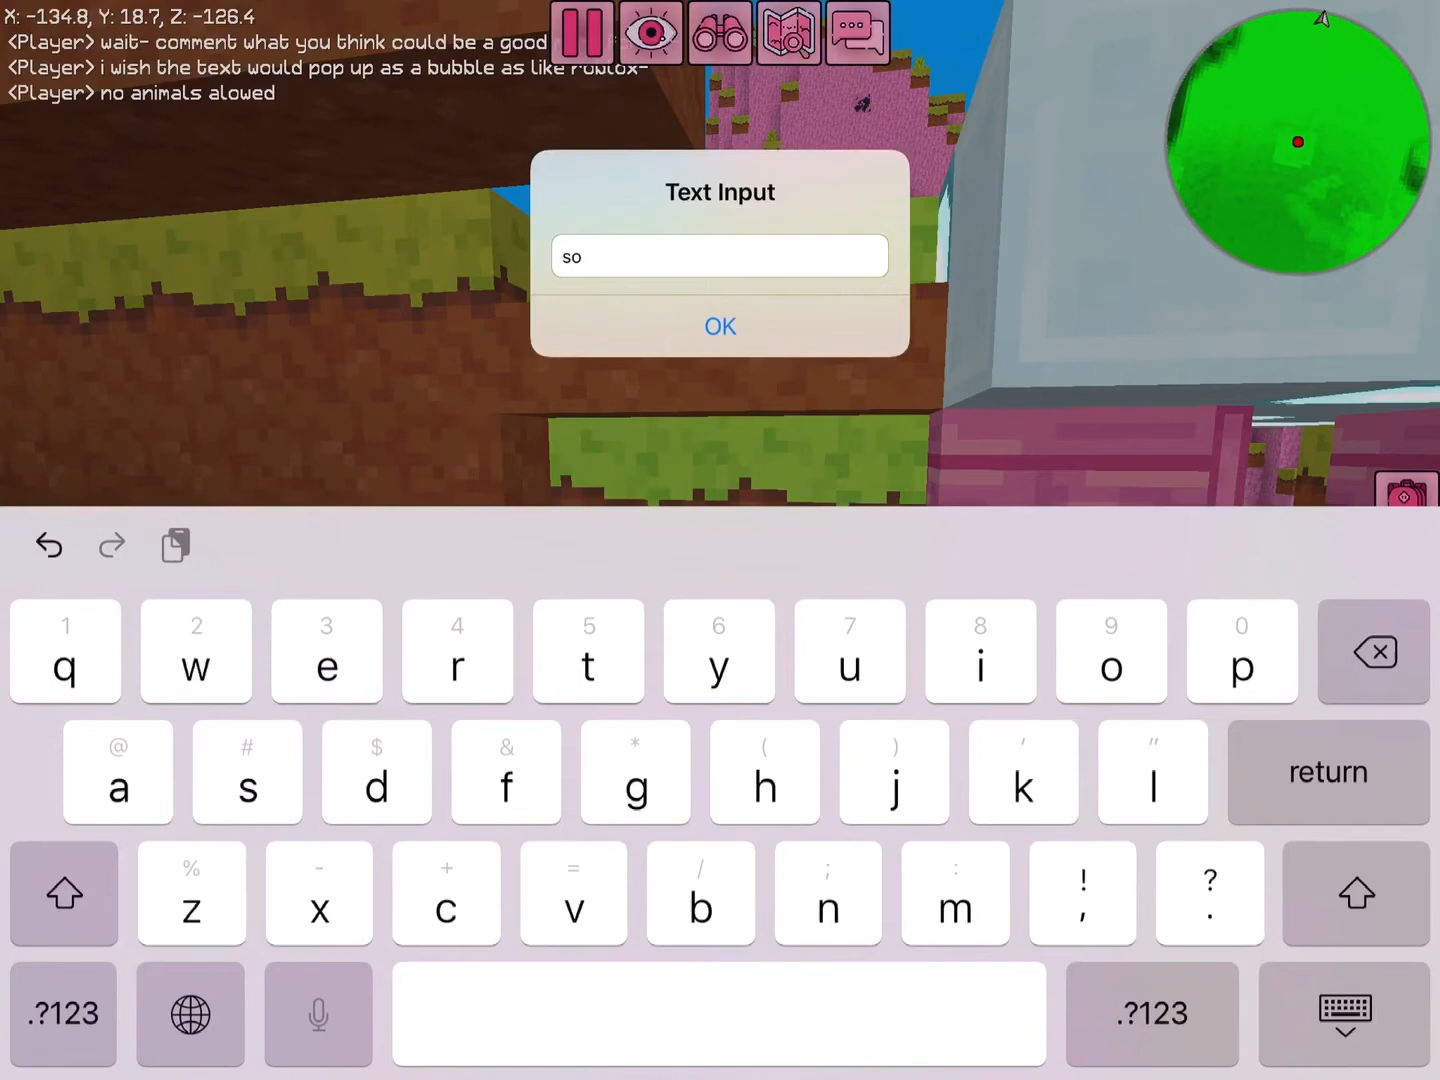 X: -134.8, Y: 18.7, Z: -126.4
<Player> wait- comment what you think could be a good
<Player> i wish the text would pop up as a bubble as like roblox-
<Player> no animals alowed
Text Input
so
OK
1 2 3 4 5 6 7 8 9 0
q w e r t y u i o p
@ # $ & * ( ) ' "
a s d f g h j k l return
% - + = / ; : ! ?
z x c v b n m , .
.?123 .?123